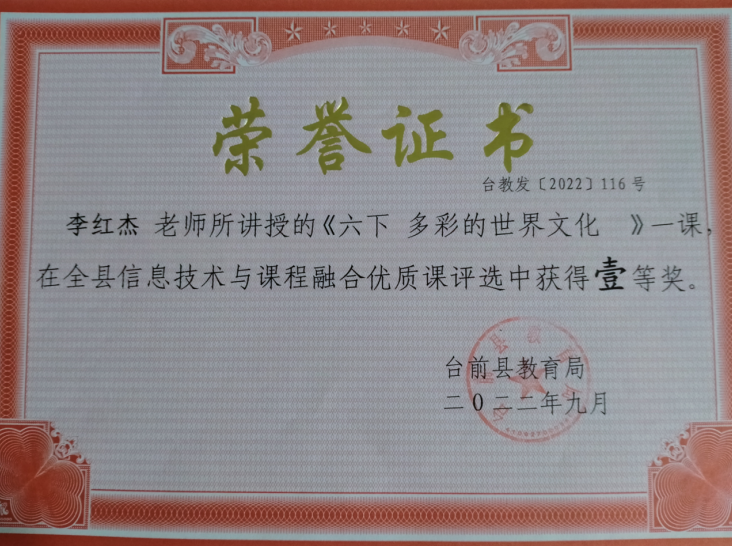 荣誉证书
台教发〔2022〕116号
李红杰 老师所讲授的《六下 多彩的世界文化 》一课,
在全县信息技术与课程融合优质课评选中获得壹等奖。
台前县教育局
二〇二二年九月